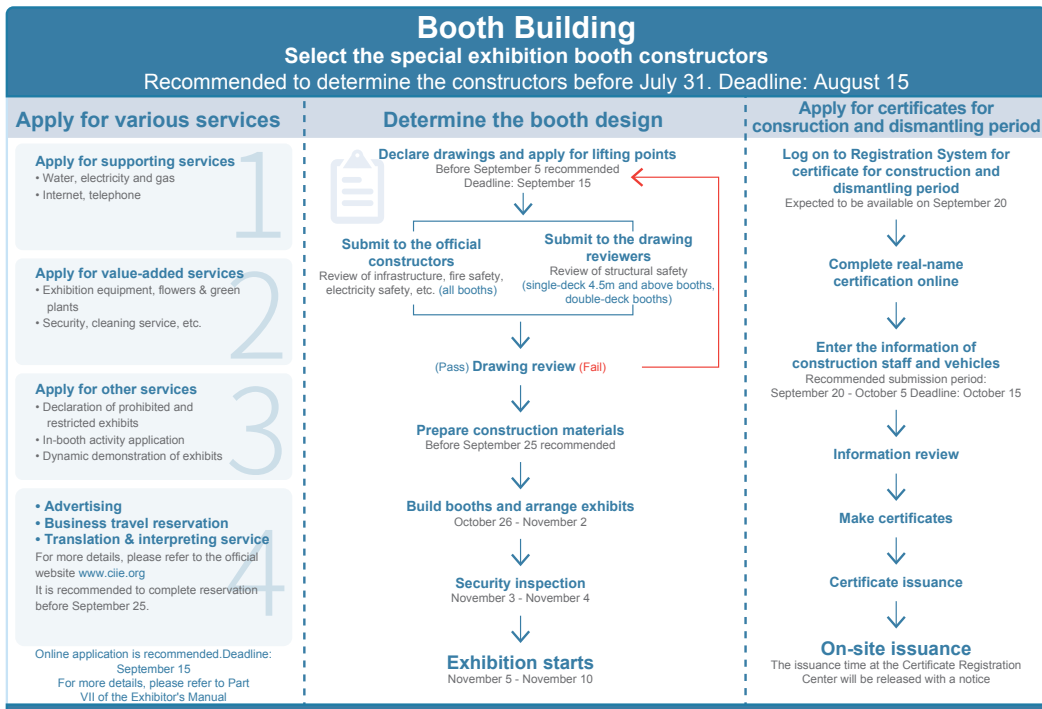 Booth Building
Select the special exhibition booth constructors
Recommended to determine the constructors before July 31. Deadline: August 15
Apply for various services
1
Apply for supporting services
• Water, electricity and gas
• Internet, telephone
2
Apply for value-added services
• Exhibition equipment, flowers & green
plants
• Security, cleaning service, etc.
3
Apply for other services
• Declaration of prohibited and
restricted exhibits
• In-booth activity application
• Dynamic demonstration of exhibits
4
• Advertising
• Business travel reservation
• Translation & interpreting service
For more details, please refer to the official
website www.ciie.org
It is recommended to complete reservation
before September 25.
Online application is recommended.Deadline:
September 15
For more details, please refer to Part
VII of the Exhibitor's Manual
Determine the booth design
Declare drawings and apply for lifting points
Before September 5 recommended
Deadline: September 15
Submit to the official
constructors
Review of infrastructure, fire safety,
electricity safety, etc. (all booths)
Submit to the drawing
reviewers
Review of structural safety
(single-deck 4.5m and above booths,
double-deck booths)
(Pass) Drawing review (Fail)
Prepare construction materials
Before September 25 recommended
Build booths and arrange exhibits
October 26 - November 2
Security inspection
November 3 - November 4
Exhibition starts
November 5 - November 10
Apply for certificates for
consruction and dismantling period
Log on to Registration System for
certificate for construction and
dismantling period
Expected to be available on September 20
Complete real-name
certification online
Enter the information of
construction staff and vehicles
Recommended submission period:
September 20 - October 5 Deadline: October 15
Information review
Make certificates
Certificate issuance
On-site issuance
The issuance time at the Certificate Registration
Center will be released with a notice